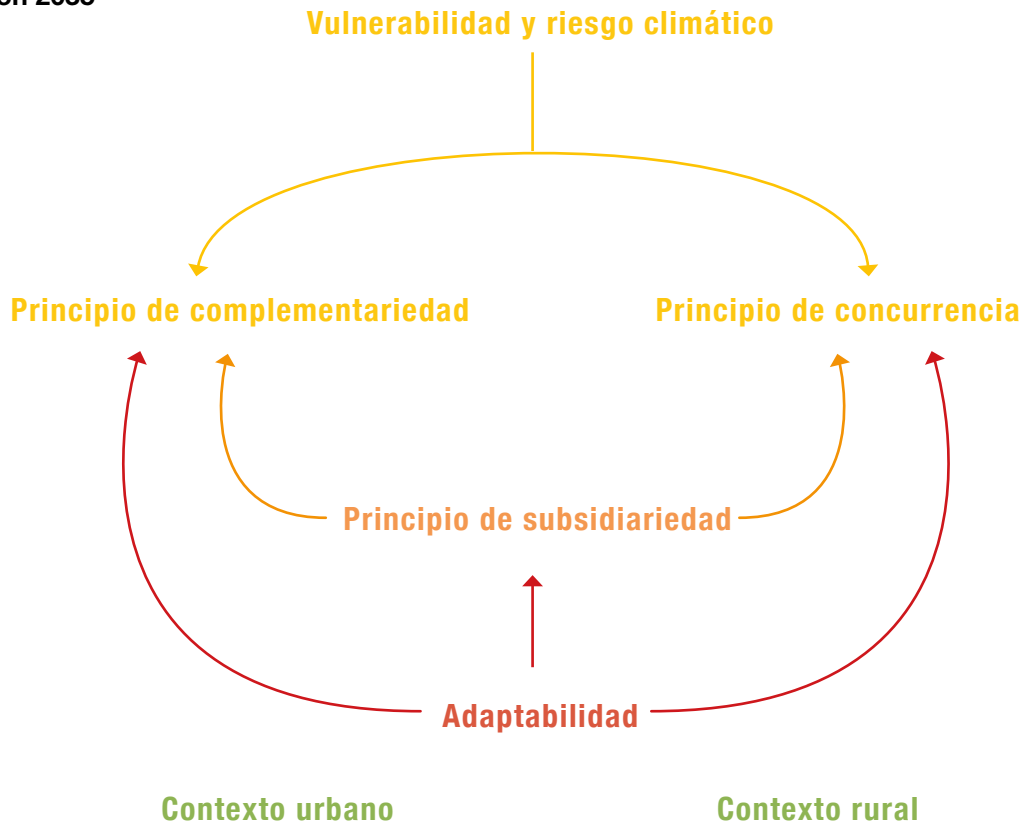 Vulnerabilidad y riesgo climático
Principio de complementariedad
Principio de concurrencia
Principio de subsidiariedad
Adaptabilidad
Contexto urbano
Contexto rural